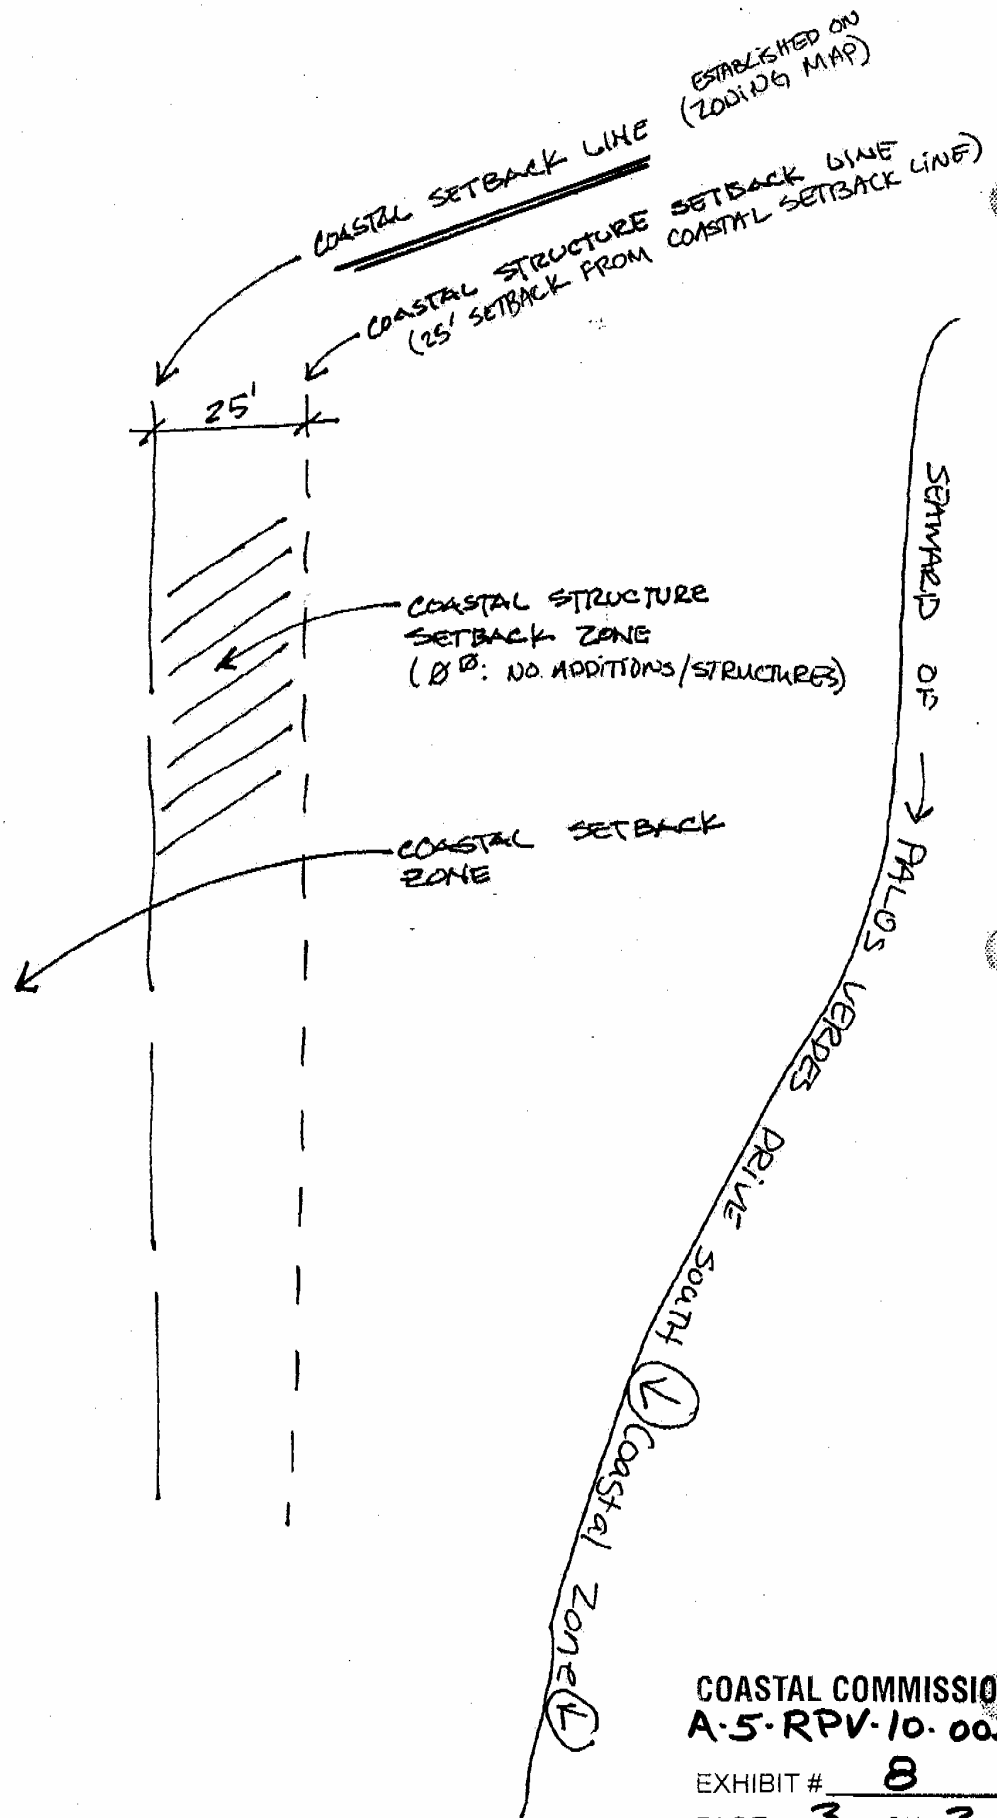 ESTABLISHED ON
COASTAL SETBACK LINE (ZONING MAP)
COASTAL STRUCTURE SETBACK LINE
(25' SETBACK FROM COASTAL SETBACK LINE)
25'
COASTAL STRUCTURE
SETBACK ZONE
(NO ADDITIONS/STRUCTURES)
COASTAL SETBACK
ZONE
SEAWARD OF → PALOS VERDES DRIVE SOUTH ↓ Coastal Zone ↓
COASTAL COMMISSIO
A-5-RPV-10-00
EXHIBIT # 8